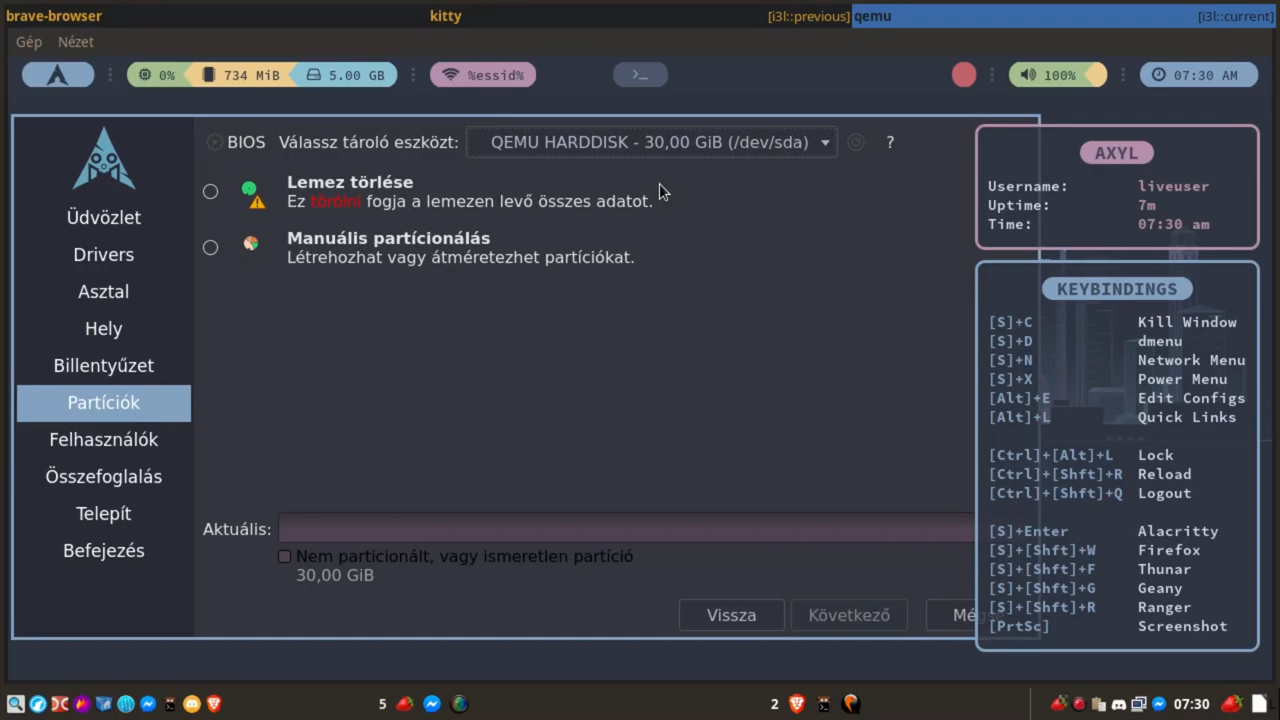 brave-browser
kitty
[i3l::previous]
qemu
[i3l::current]
Gép
Nézet
0%
734 MiB
5.00 GB
%essid%
>_
100%
07:30 AM
BIOS
Válassz tároló eszközt:
QEMU HARDDISK - 30,00 GiB (/dev/sda)
?
Lemez törlése
Ez törölni fogja a lemezen levő összes adatot.
Manuális partícionálás
Létrehozhat vagy átméretezhet partíciókat.
Üdvözlet
Drivers
Asztal
Hely
Billentyűzet
Partíciók
Felhasználók
Összefoglalás
Telepít
Befejezés
Aktuális:
Nem particionált, vagy ismeretlen partíció
30,00 GiB
Vissza
Következő
AXYL
Username: liveuser
Uptime: 7m
Time: 07:30 am
KEYBINDINGS
[S]+C Kill Window
[S]+D dmenu
[S]+N Network Menu
[S]+X Power Menu
[Alt]+E Edit Configs
[Alt]+L Quick Links
[Ctrl]+[Alt]+L Lock
[Ctrl]+[Shft]+R Reload
[Ctrl]+[Shft]+Q Logout
[S]+Enter Alacritty
[S]+[Shft]+W Firefox
[S]+[Shft]+F Thunar
[S]+[Shft]+G Geany
[S]+[Shft]+R Ranger
[PrtSc] Screenshot
5
2
07:30